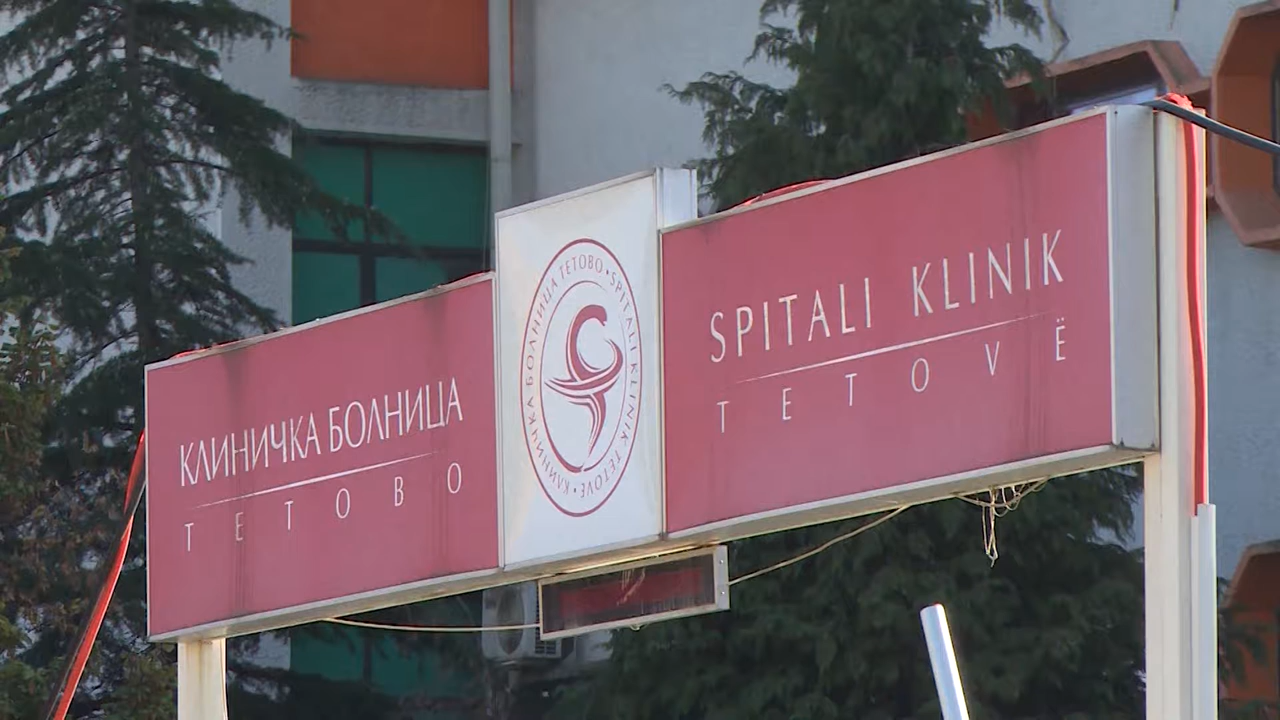 КЛИНИЧКА БОЛНИЦА
ТЕТОВО
КЛИНИЧКА БОЛНИЦА ТЕТОВО • SPITALI KLINIK TETOVË •
SPITALI KLINIK
TETOVË